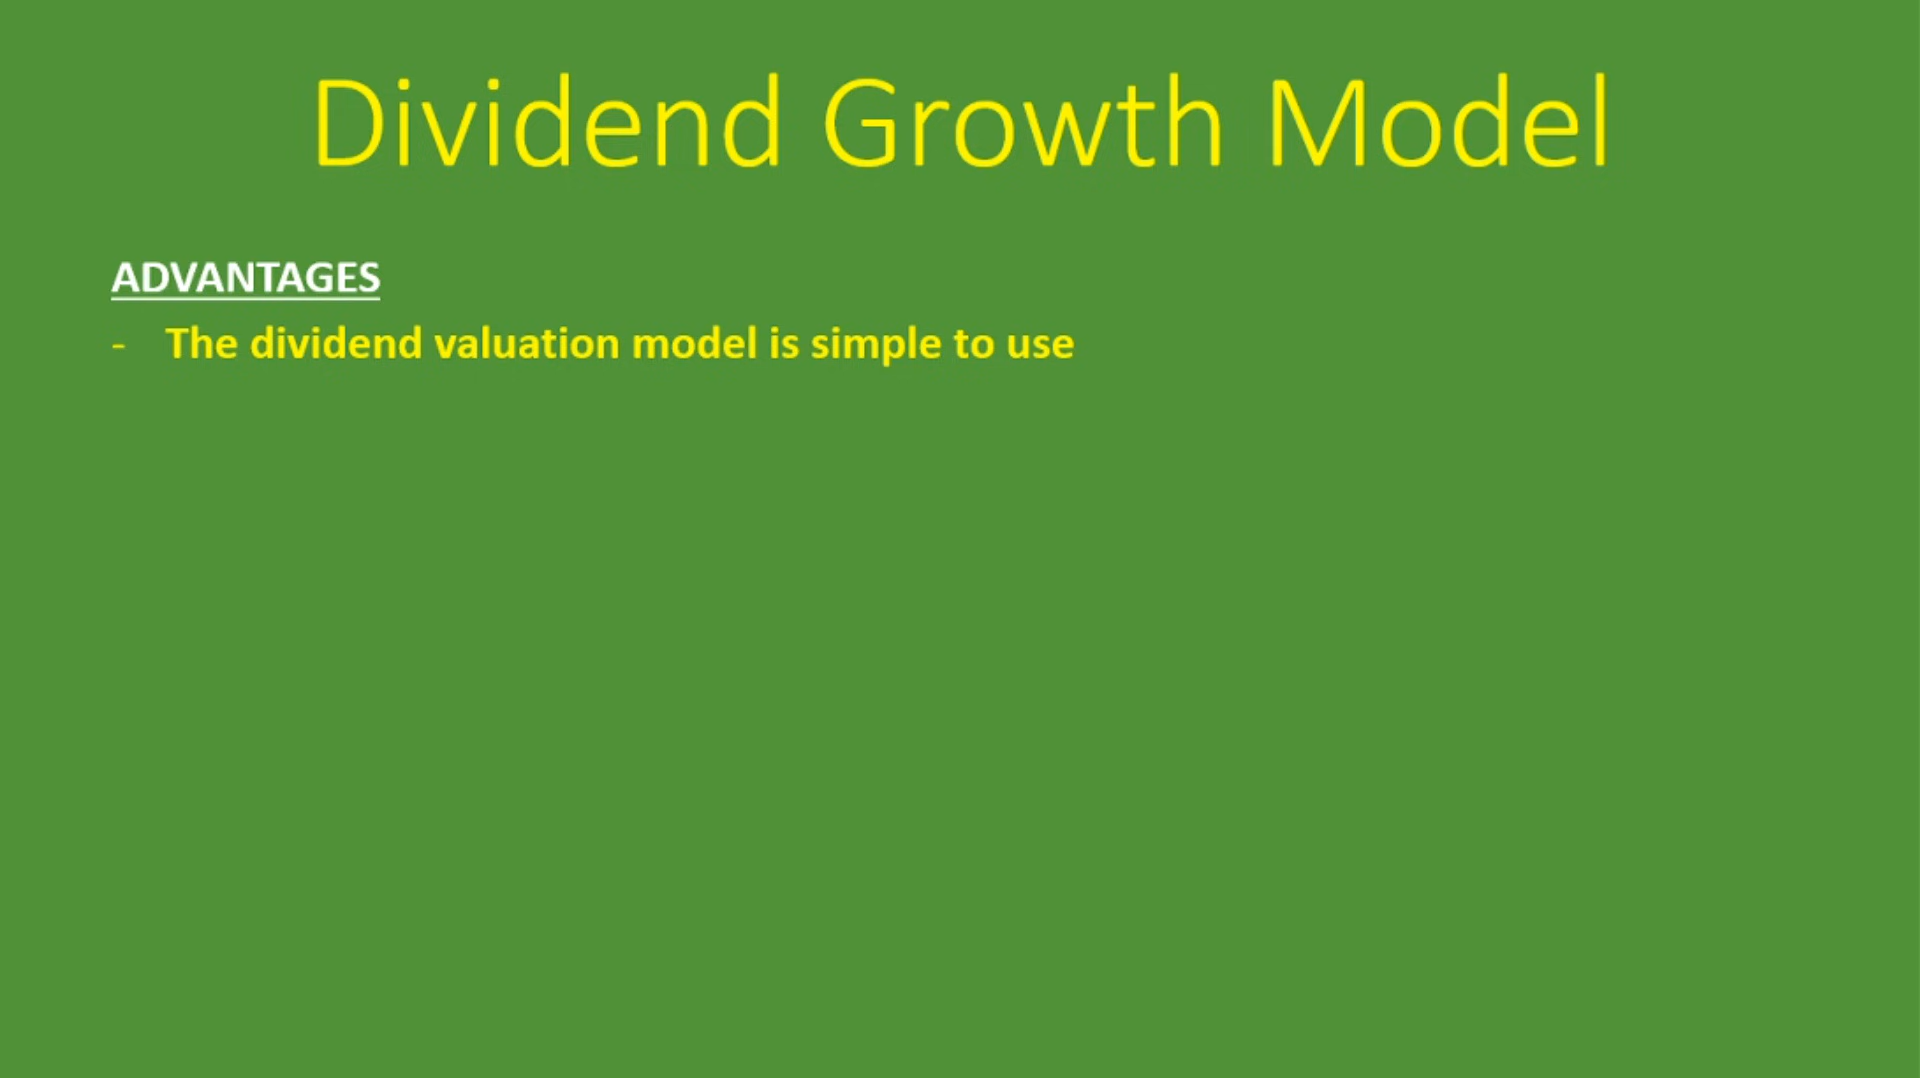 Dividend Growth Model
ADVANTAGES
- The dividend valuation model is simple to use